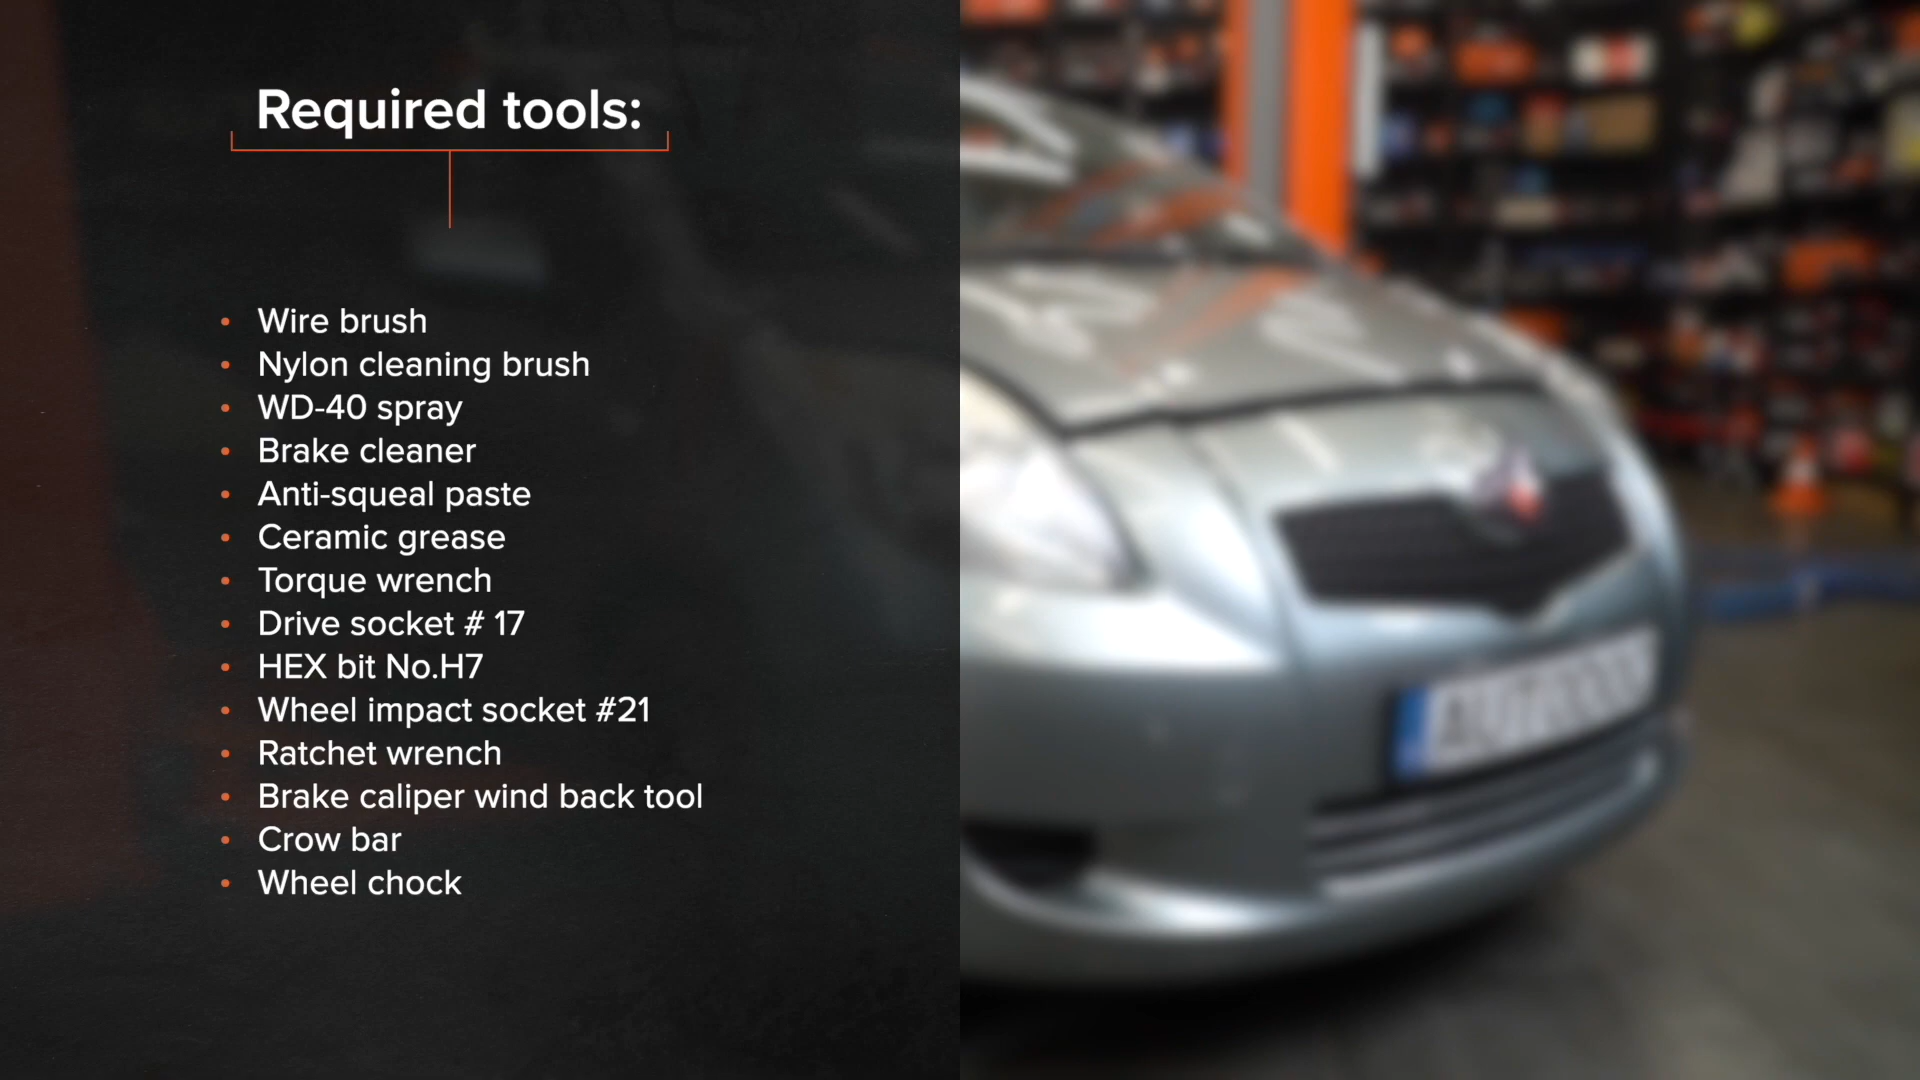 Required tools:
Wire brush
Nylon cleaning brush
WD-40 spray
Brake cleaner
Anti-squeal paste
Ceramic grease
Torque wrench
Drive socket # 17
HEX bit No.H7
Wheel impact socket #21
Ratchet wrench
Brake caliper wind back tool
Crow bar
Wheel chock